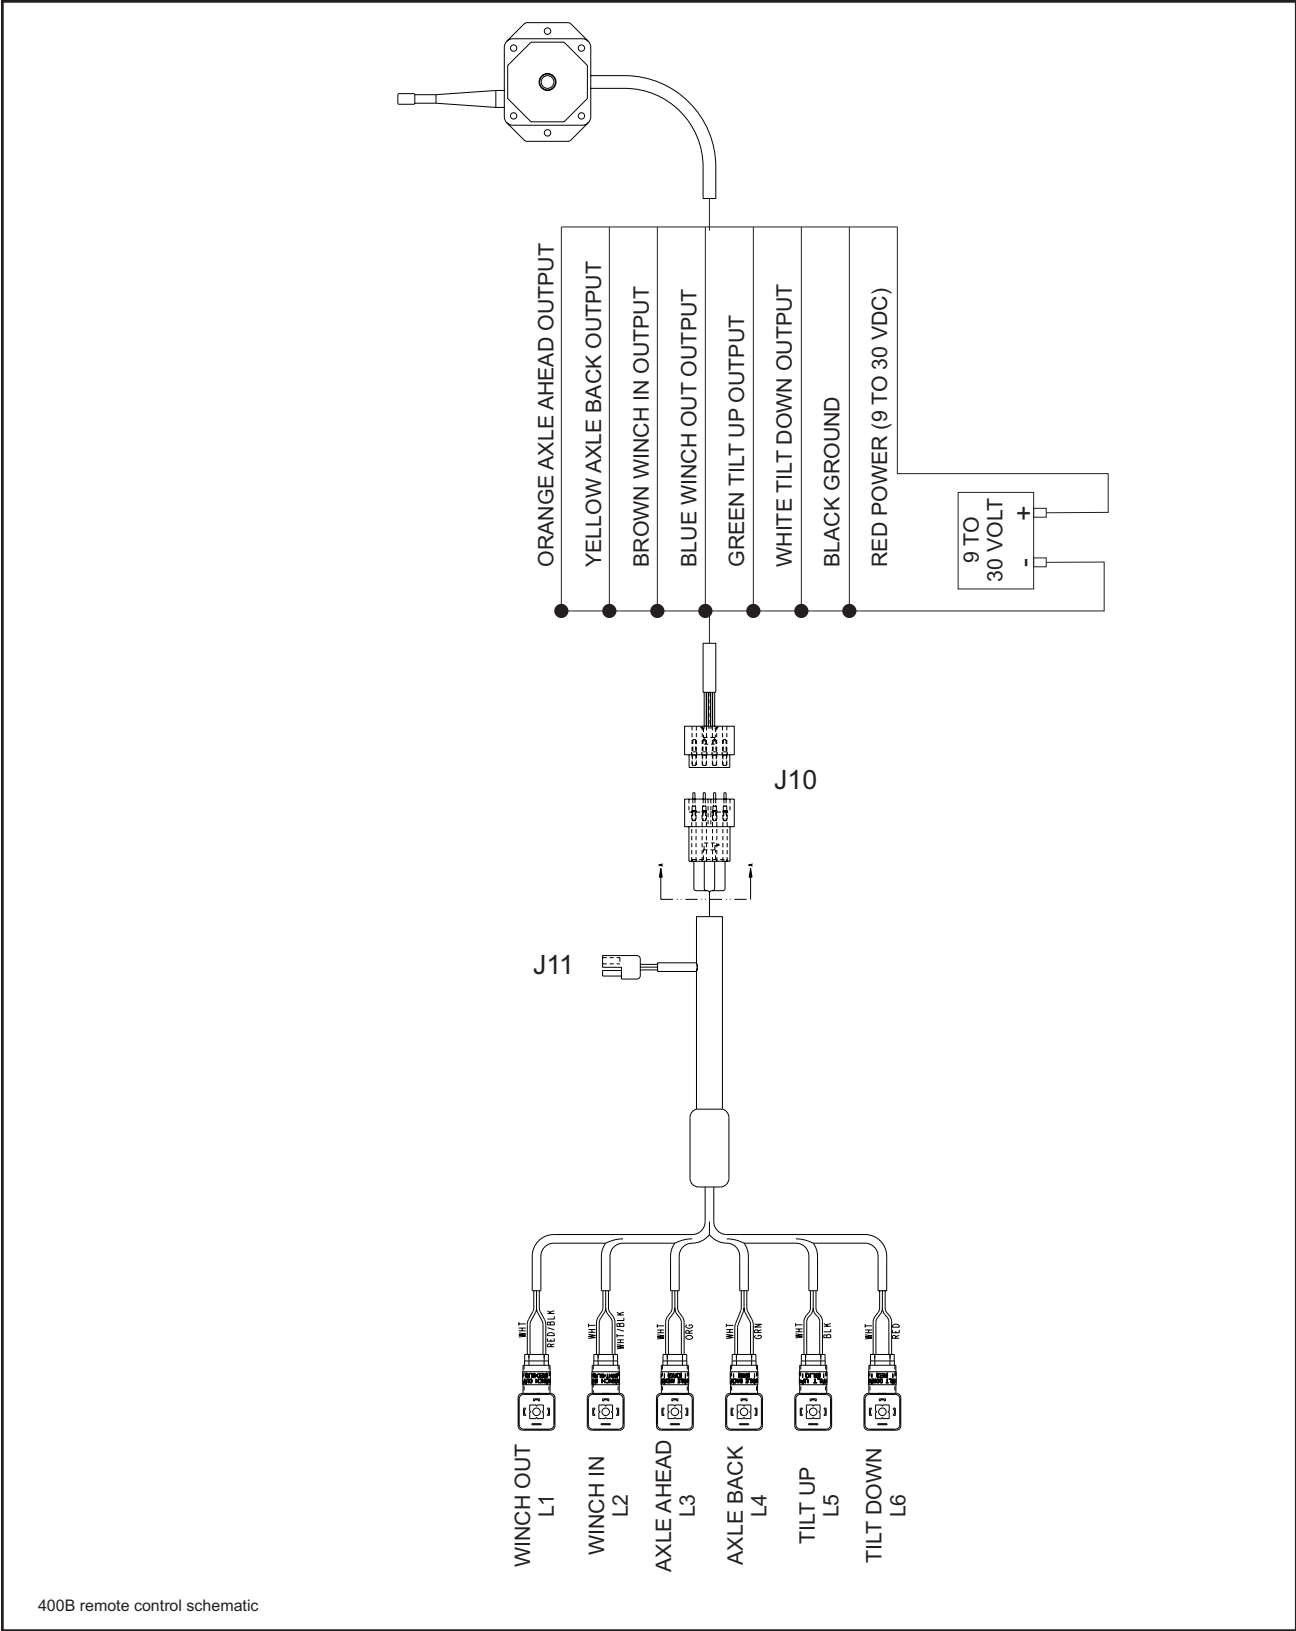 ORANGE AXLE AHEAD OUTPUT
YELLOW AXLE BACK OUTPUT
BROWN WINCH IN OUTPUT
BLUE WINCH OUT OUTPUT
GREEN TILT UP OUTPUT
WHITE TILT DOWN OUTPUT
BLACK GROUND
RED POWER (9 TO 30 VDC)
9 TO
30 VOLT
- +
J10
J11
WHT
RED/BLK
WHT
WHT/BLK
WHT
ORG
WHT
GRN
WHT
BLK
WHT
RED
WINCH OUT
L1
WINCH IN
L2
AXLE AHEAD
L3
AXLE BACK
L4
TILT UP
L5
TILT DOWN
L6
400B remote control schematic